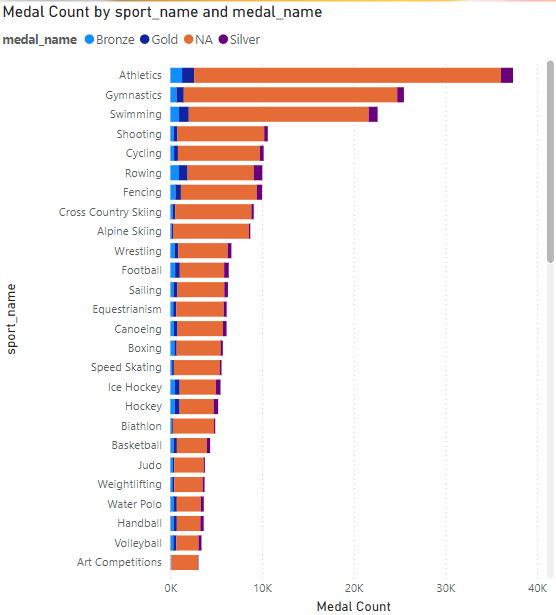 Medal Count by sport_name and medal_name
medal_name Bronze Gold NA Silver
sport_name
Athletics
Gymnastics
Swimming
Shooting
Cycling
Rowing
Fencing
Cross Country Skiing
Alpine Skiing
Wrestling
Football
Sailing
Equestrianism
Canoeing
Boxing
Speed Skating
Ice Hockey
Hockey
Biathlon
Basketball
Judo
Weightlifting
Water Polo
Handball
Volleyball
Art Competitions
0K 10K 20K 30K 40K
Medal Count